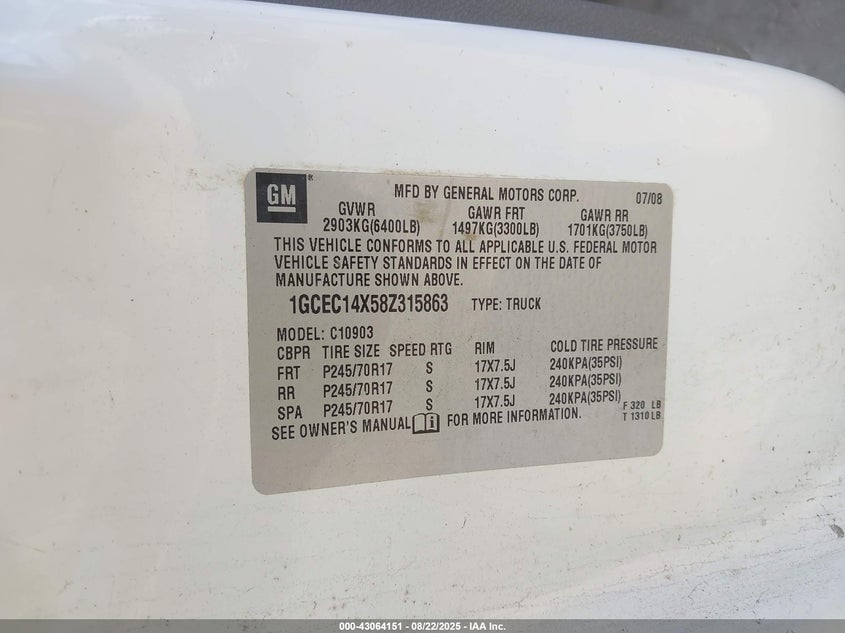 GM®
MFD BY GENERAL MOTORS CORP. 07/08
GVWR GAWR FRT GAWR RR
2903KG(6400LB) 1497KG(3300LB) 1701KG(3750LB)
THIS VEHICLE CONFORMS TO ALL APPLICABLE U.S. FEDERAL MOTOR
VEHICLE SAFETY STANDARDS IN EFFECT ON THE DATE OF
MANUFACTURE SHOWN ABOVE.
1GCEC14X58Z315863 TYPE: TRUCK
MODEL: C10903
CBPR TIRE SIZE SPEED RTG RIM COLD TIRE PRESSURE
FRT P245/70R17 S 17X7.5J 240KPA(35PSI)
RR P245/70R17 S 17X7.5J 240KPA(35PSI)
SPA P245/70R17 S 17X7.5J 240KPA(35PSI)
F 320 LB
T 1310 LB
SEE OWNER'S MANUAL FOR MORE INFORMATION.
000-43064151 - 08/22/2025 - IAA Inc.